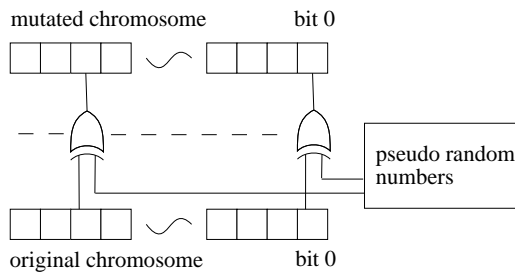 mutated chromosome
bit 0
pseudo random
numbers
original chromosome
bit 0